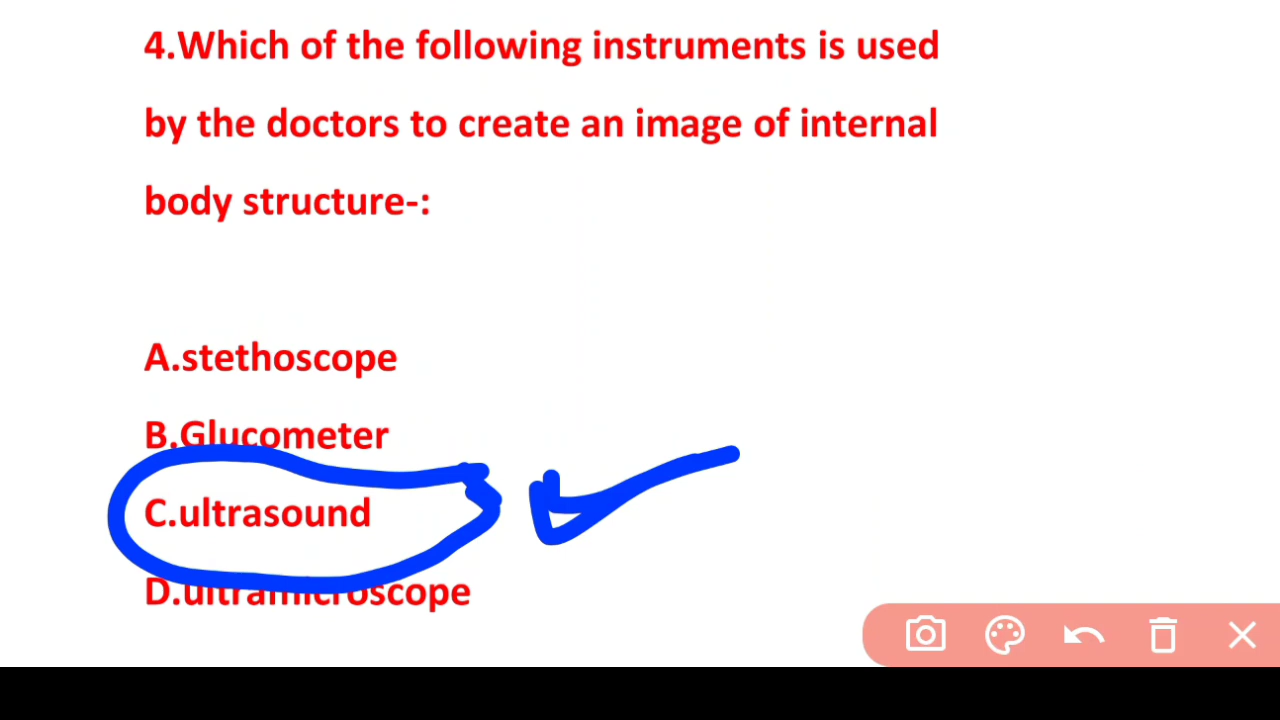 4.Which of the following instruments is used
by the doctors to create an image of internal
body structure-:
A.stethoscope
B.Glucometer
C.ultrasound
D.ultramicroscope